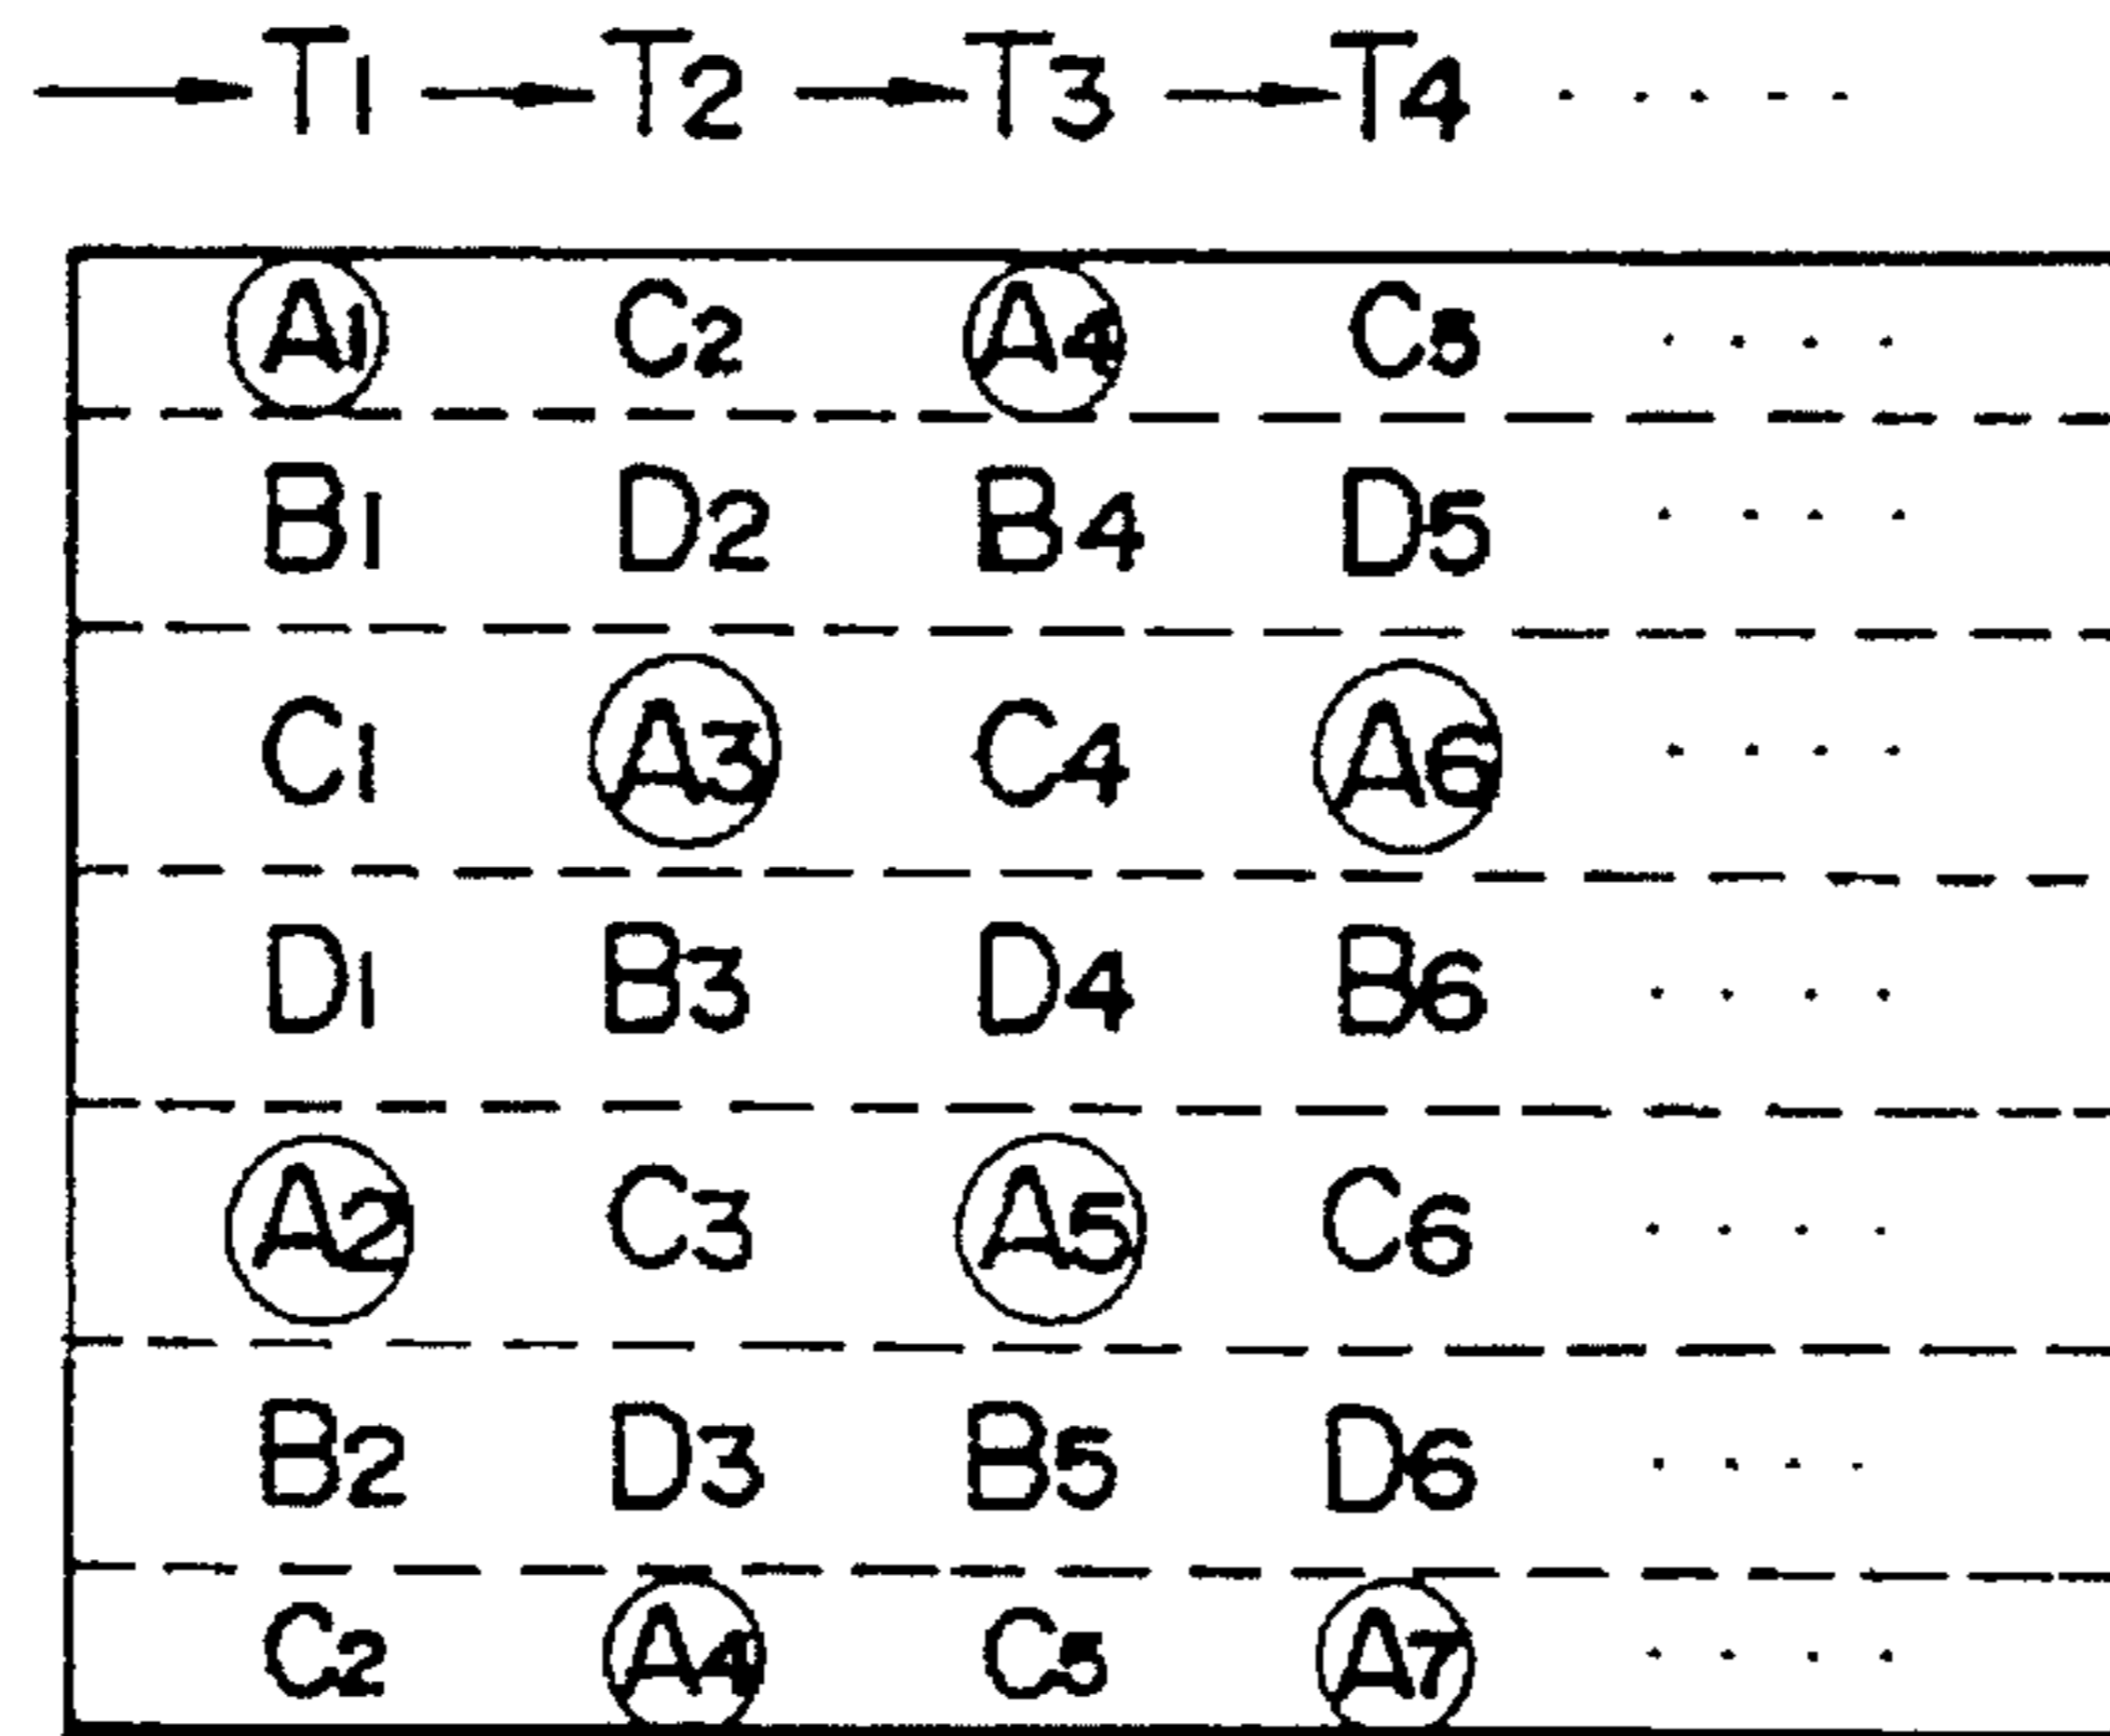 T1 T2 T3 T4 . . . . .
A1 C2 A4 C5 . . . .
B1 D2 B4 D5 . . . .
C1 A3 C4 A6 . . . .
D1 B3 D4 B6 . . . .
A2 C3 A5 C6 . . . .
B2 D3 B5 D6 . . . .
C2 A4 C5 A7 . . . .